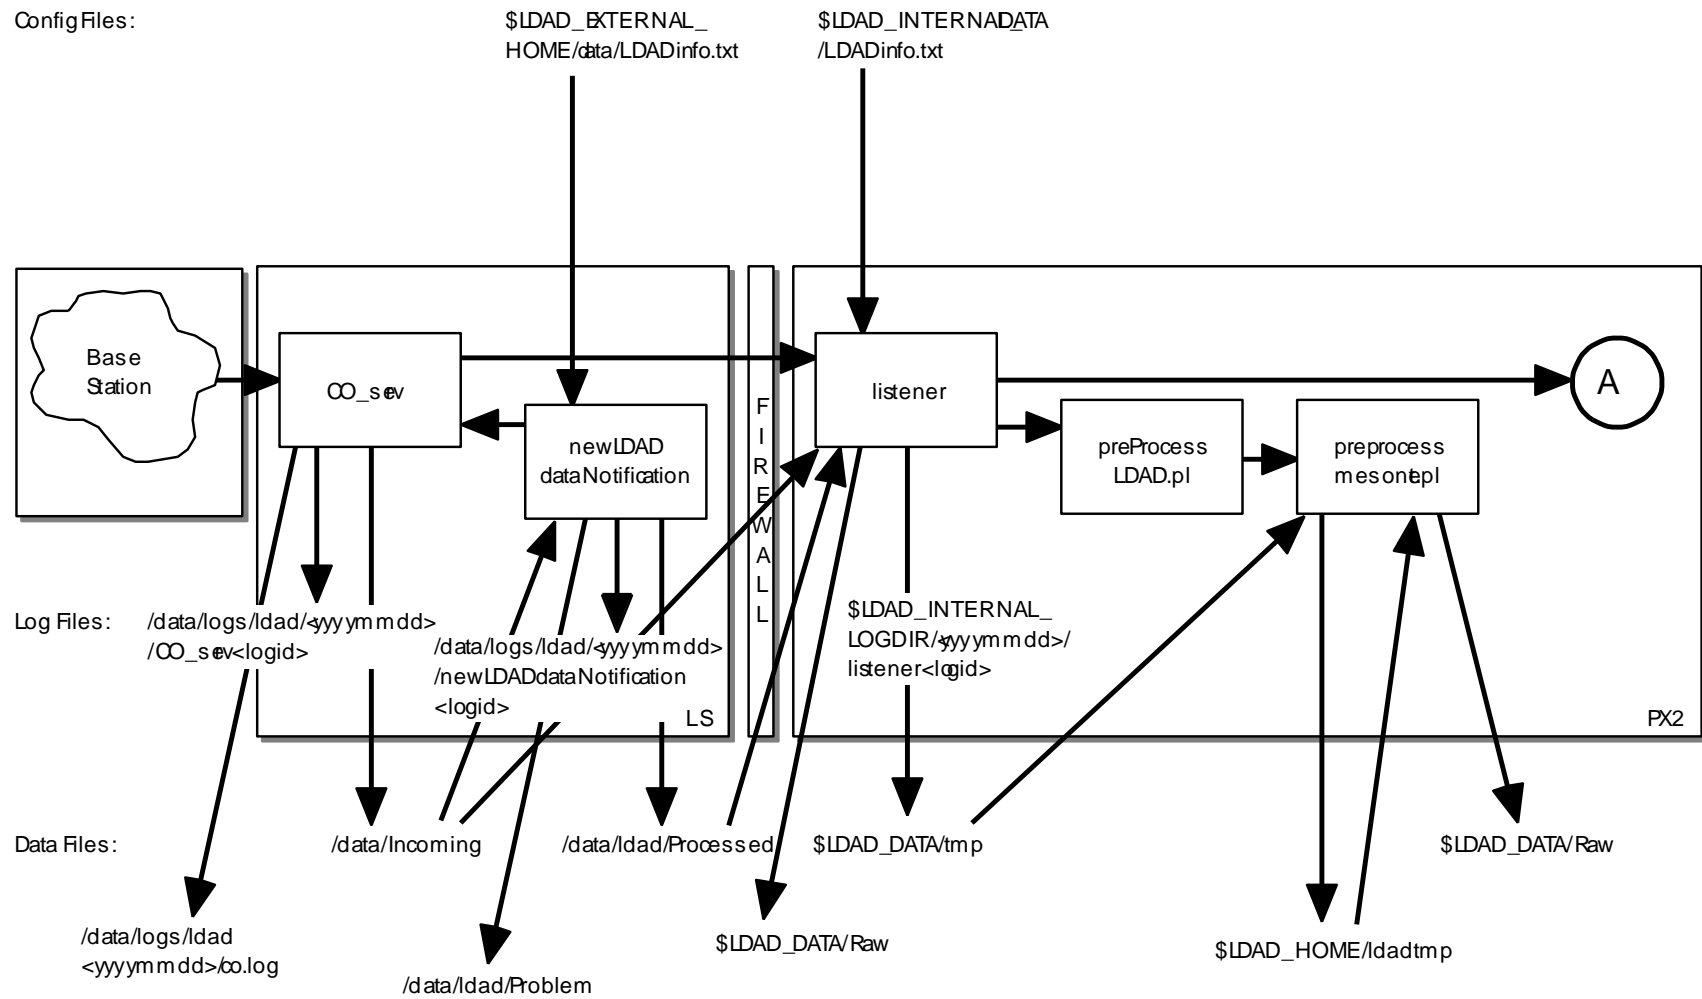 Config Files:
$LDAD_EXTERNAL_
HOME/data/LDADinfo.txt
$LDAD_INTERNAL_DATA
/LDADinfo.txt
Base
Station
CO_serv
newLDAD
dataNotification
FIREWALL
listener
preProcess
LDAD.pl
preprocess
mesonet.pl
A
Log Files:
/data/logs/ldad/<yyyymmdd>
/CO_serv<logid>
/data/logs/ldad/<yyyymmdd>
/newLDADdataNotification
<logid>
$LDAD_INTERNAL_
LOGDIR/<yyyymmdd>/
listener<logid>
LS
PX2
Data Files:
/data/Incoming
/data/ldad/Processed
$LDAD_DATA/tmp
$LDAD_DATA/Raw
/data/logs/ldad
<yyyymmdd>/co.log
/data/ldad/Problem
$LDAD_DATA/Raw
$LDAD_HOME/ldadtmp